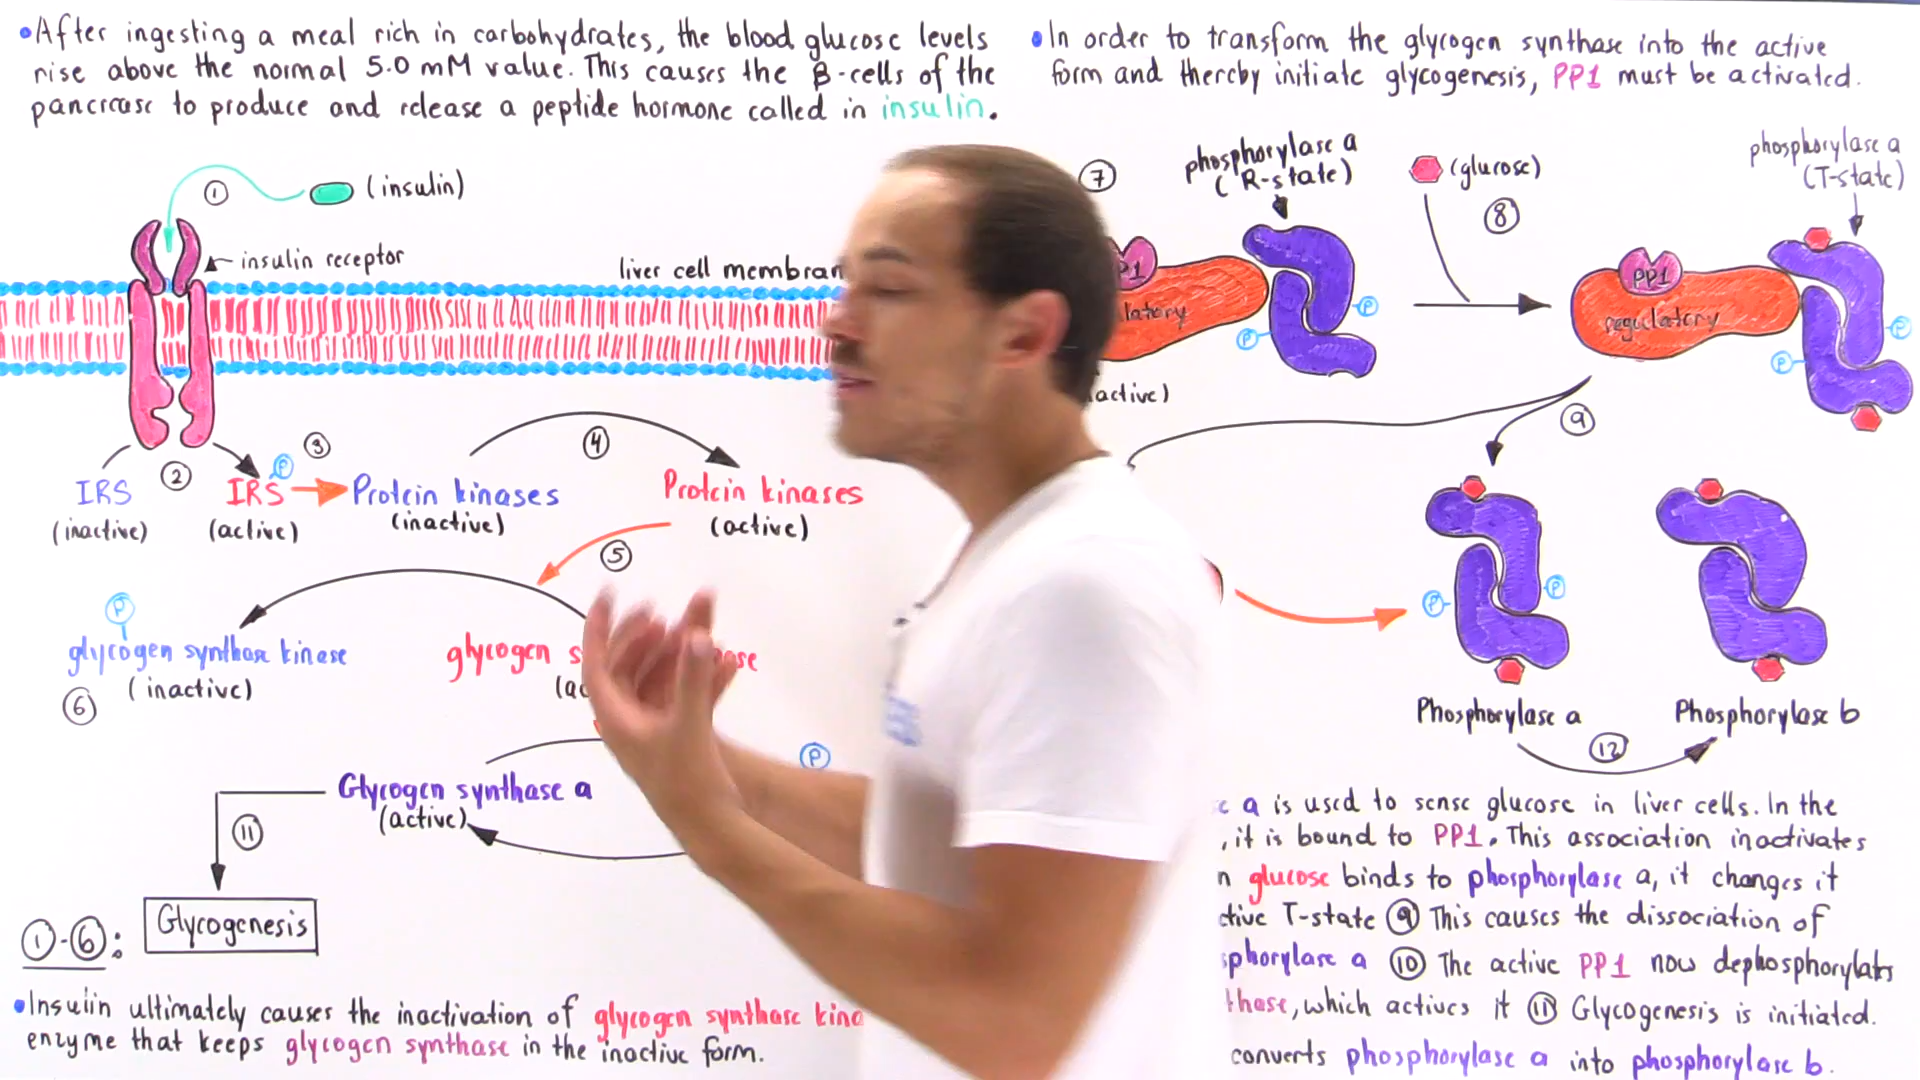 •After ingesting a meal rich in carbohydrates, the blood glucose levels
rise above the normal 5.0 mM value. This causes the β-cells of the
pancrease to produce and release a peptide hormone called in insulin.
•In order to transform the glycogen synthase into the active
form and thereby initiate glycogenesis, PP1 must be activated.
1
(insulin)
insulin receptor
liver cell membran
7
phosphorylase a
(R-state)
(glucose)
8
phosphorylase a
(T-state)
P1
latory
P
P
active)
PP1
regulatory
P
P
9
IRS
(inactive)
2
P
IRS
(active)
3
Protein kinases
(inactive)
4
Protein kinases
(active)
5
P
glycogen synthase kinase
(inactive)
6
glycogen s
ase
(ac
P
Glycogen synthase a
(active)
11
Glycogenesis
P
P
Phosphorylase a
Phosphorylase b
12
1-6:
•Insulin ultimately causes the inactivation of glycogen synthase kina
enzyme that keeps glycogen synthase in the inactive form.
e a is used to sense glucose in liver cells. In the
, it is bound to PP1. This association inactivates
n glucose binds to phosphorylase a, it changes it
ctive T-state 9 This causes the dissociation of
sphorylase a 10 The active PP1 now dephosphorylates
thase, which actives it 11 Glycogenesis is initiated.
converts phosphorylase a into phosphorylase b.